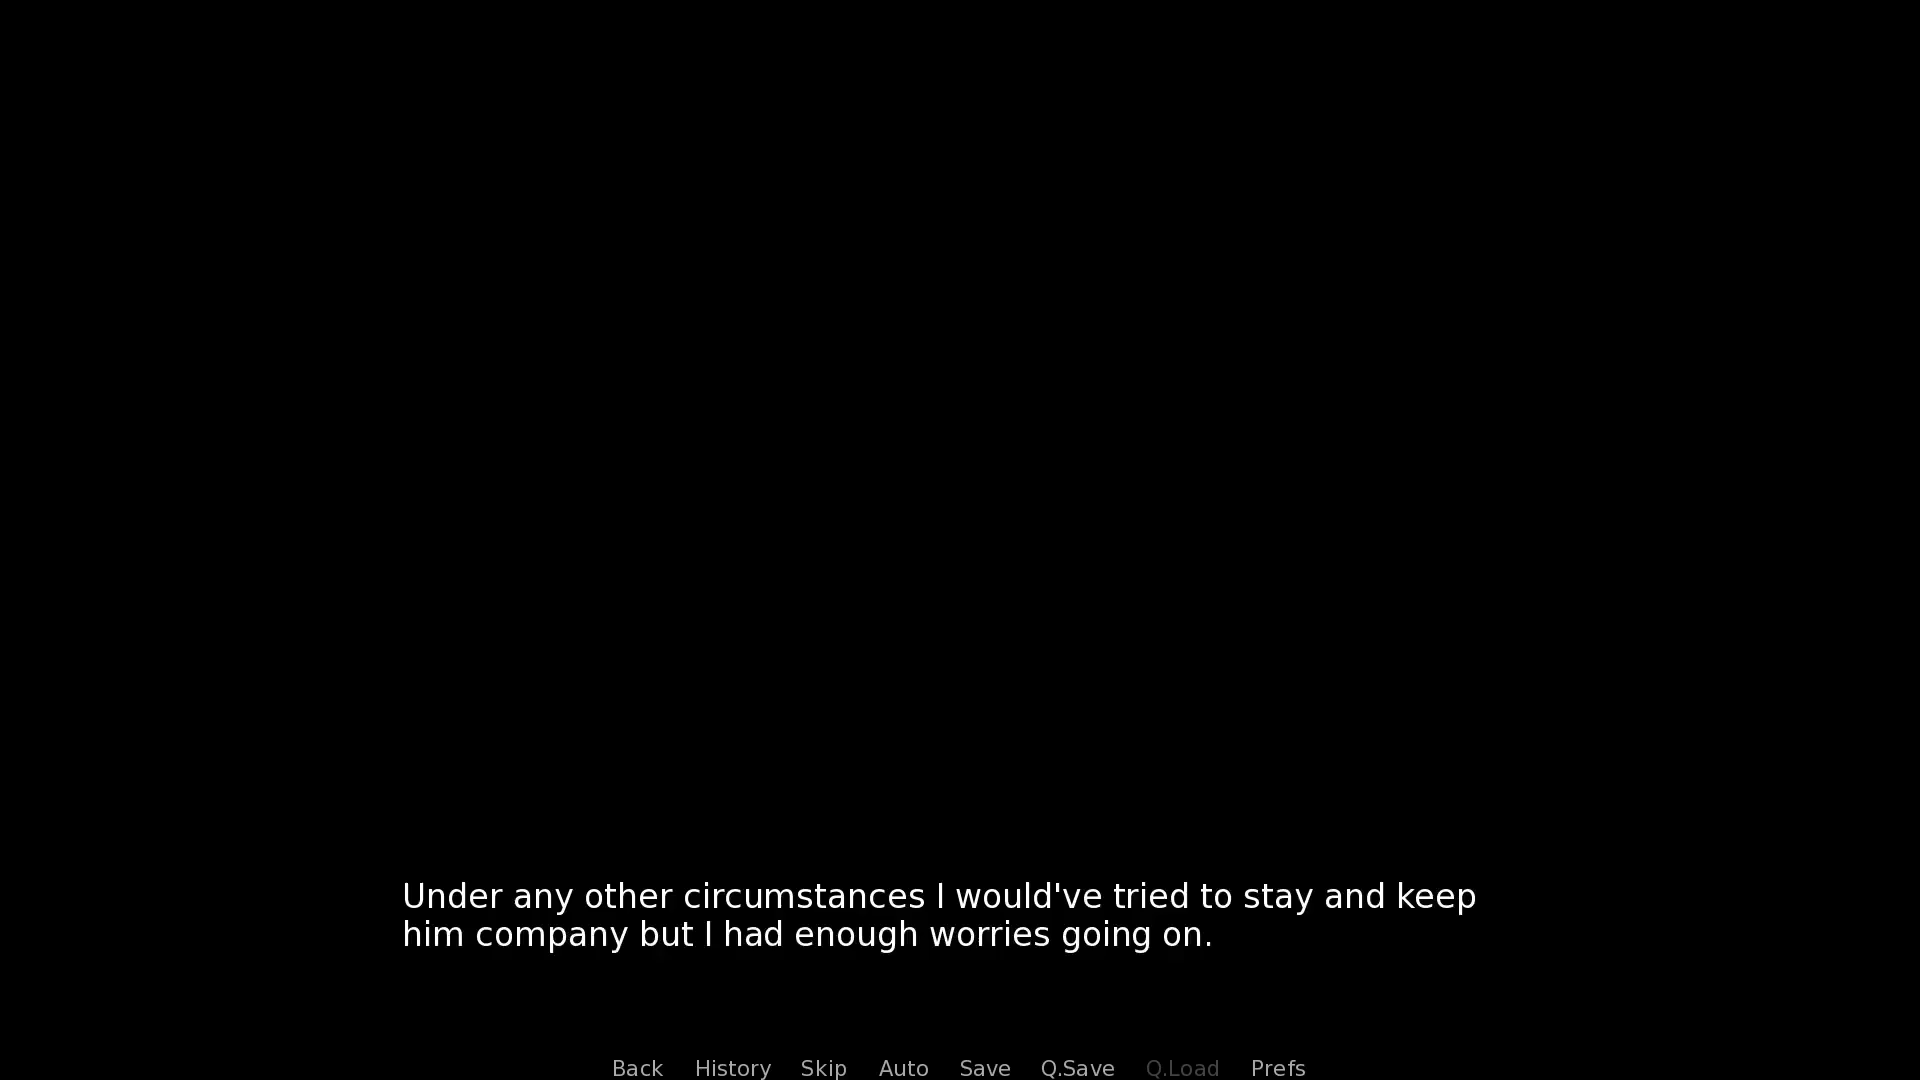 Under any other circumstances I would've tried to stay and keep
him company but I had enough worries going on.
Back History Skip Auto Save Q.Save Q.Load Prefs